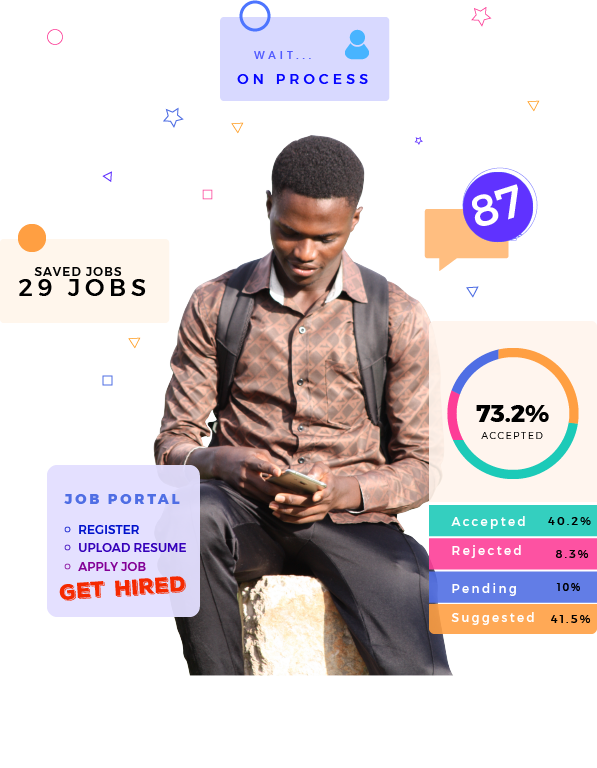 WAIT...
ON PROCESS
87
SAVED JOBS
29 JOBS
73.2%
ACCEPTED
JOB PORTAL
REGISTER
UPLOAD RESUME
APPLY JOB
GET HIRED
Accepted 40.2%
Rejected 8.3%
Pending 10%
Suggested 41.5%